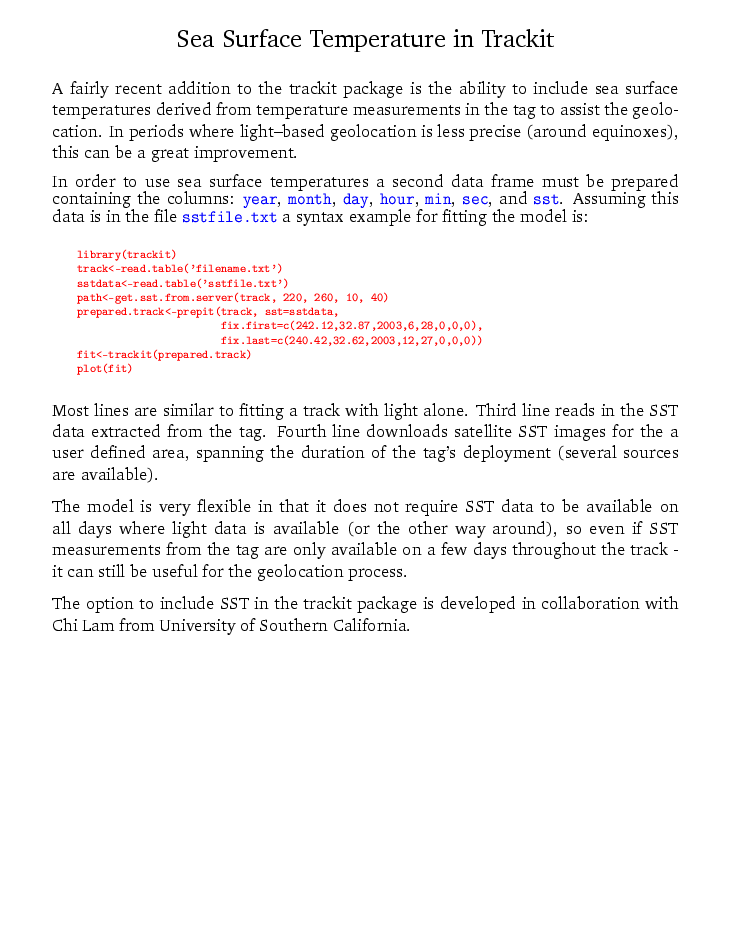 Sea Surface Temperature in Trackit
A fairly recent addition to the trackit package is the ability to include sea surface
temperatures derived from temperature measurements in the tag to assist the geolo-
cation. In periods where light–based geolocation is less precise (around equinoxes),
this can be a great improvement.
In order to use sea surface temperatures a second data frame must be prepared
containing the columns: year, month, day, hour, min, sec, and sst. Assuming this
data is in the file sstfile.txt a syntax example for fitting the model is:
library(trackit)
track<-read.table(’filename.txt’)
sstdata<-read.table(’sstfile.txt’)
path<-get.sst.from.server(track, 220, 260, 10, 40)
prepared.track<-prepit(track, sst=sstdata,
fix.first=c(242.12,32.87,2003,6,28,0,0,0),
fix.last=c(240.42,32.62,2003,12,27,0,0,0))
fit<-trackit(prepared.track)
plot(fit)
Most lines are similar to fitting a track with light alone. Third line reads in the SST
data extracted from the tag. Fourth line downloads satellite SST images for the a
user defined area, spanning the duration of the tag’s deployment (several sources
are available).
The model is very flexible in that it does not require SST data to be available on
all days where light data is available (or the other way around), so even if SST
measurements from the tag are only available on a few days throughout the track -
it can still be useful for the geolocation process.
The option to include SST in the trackit package is developed in collaboration with
Chi Lam from University of Southern California.